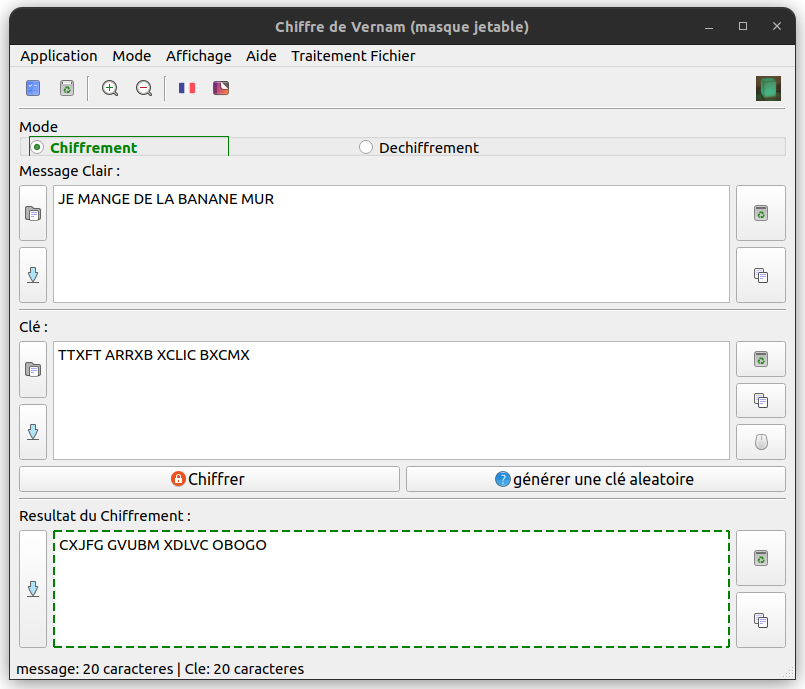 Chiffre de Vernam (masque jetable)
Application Mode Affichage Aide Traitement Fichier
Mode
Chiffrement Dechiffrement
Message Clair :
JE MANGE DE LA BANANE MUR
Clé :
TTXFT ARRXB XCLIC BXCMX
Chiffrer générer une clé aleatoire
Resultat du Chiffrement :
CXJFG GVUBM XDLVC OBOGO
message: 20 caracteres | Cle: 20 caracteres